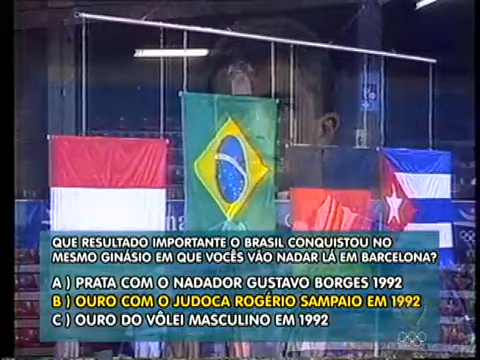 QUE RESULTADO IMPORTANTE O BRASIL CONQUISTOU NO
MESMO GINÁSIO EM QUE VOCÊS VÃO NADAR LÁ EM BARCELONA?
A ) PRATA COM O NADADOR GUSTAVO BORGES 1992
B ) OURO COM O JUDOCA ROGÉRIO SAMPAIO EM 1992
C ) OURO DO VÔLEI MASCULINO EM 1992